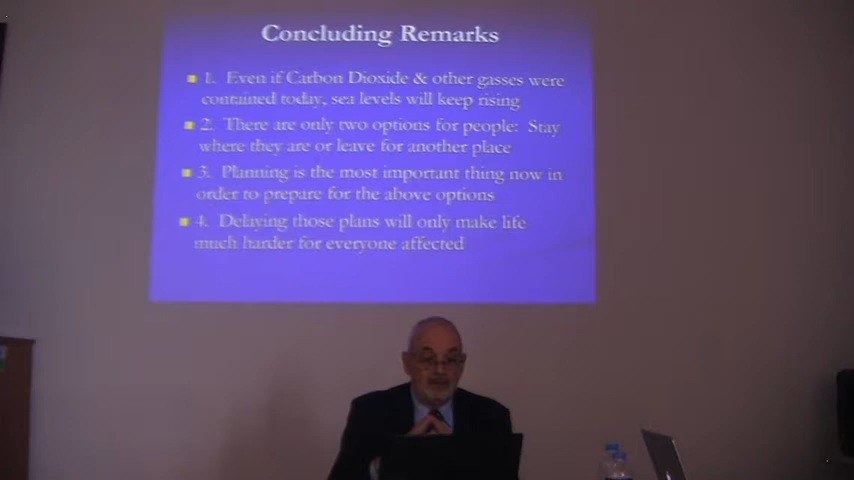 Concluding Remarks
1. Even if Carbon Dioxide & other gasses were
contained today, sea levels will keep rising
2. There are only two options for people: Stay
where they are or leave for another place
3. Planning is the most important thing now in
order to prepare for the above options
4. Delaying those plans will only make life
much harder for everyone affected